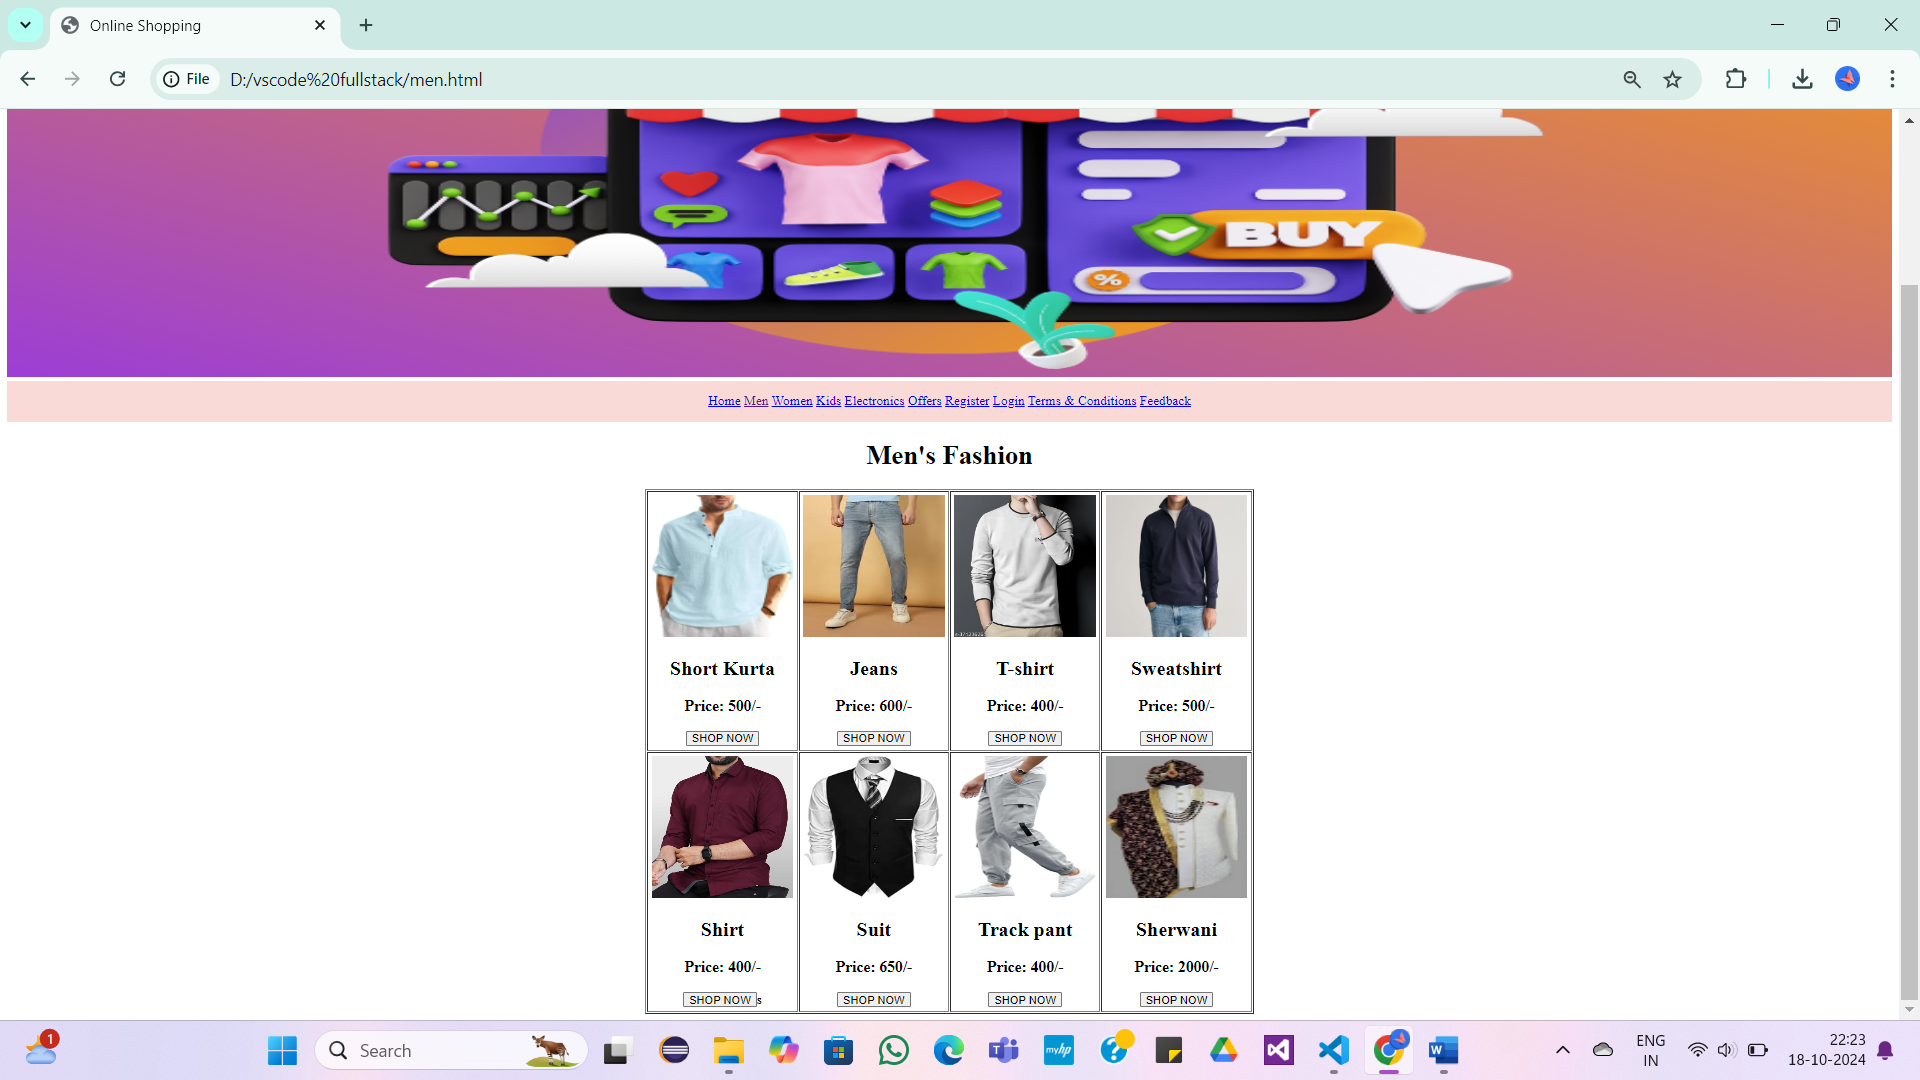 Online Shopping
File D:/vscode%20fullstack/men.html
BUY
%
Home Men Women Kids Electronics Offers Register Login Terms & Conditions Feedback
Men's Fashion
Short Kurta Jeans T-shirt Sweatshirt
Price: 500/- Price: 600/- Price: 400/- Price: 500/-
SHOP NOW SHOP NOW SHOP NOW SHOP NOW
Shirt Suit Track pant Sherwani
Price: 400/- Price: 650/- Price: 400/- Price: 2000/-
SHOP NOW s SHOP NOW SHOP NOW SHOP NOW
1 Search myhp ENG 22:23
IN 18-10-2024